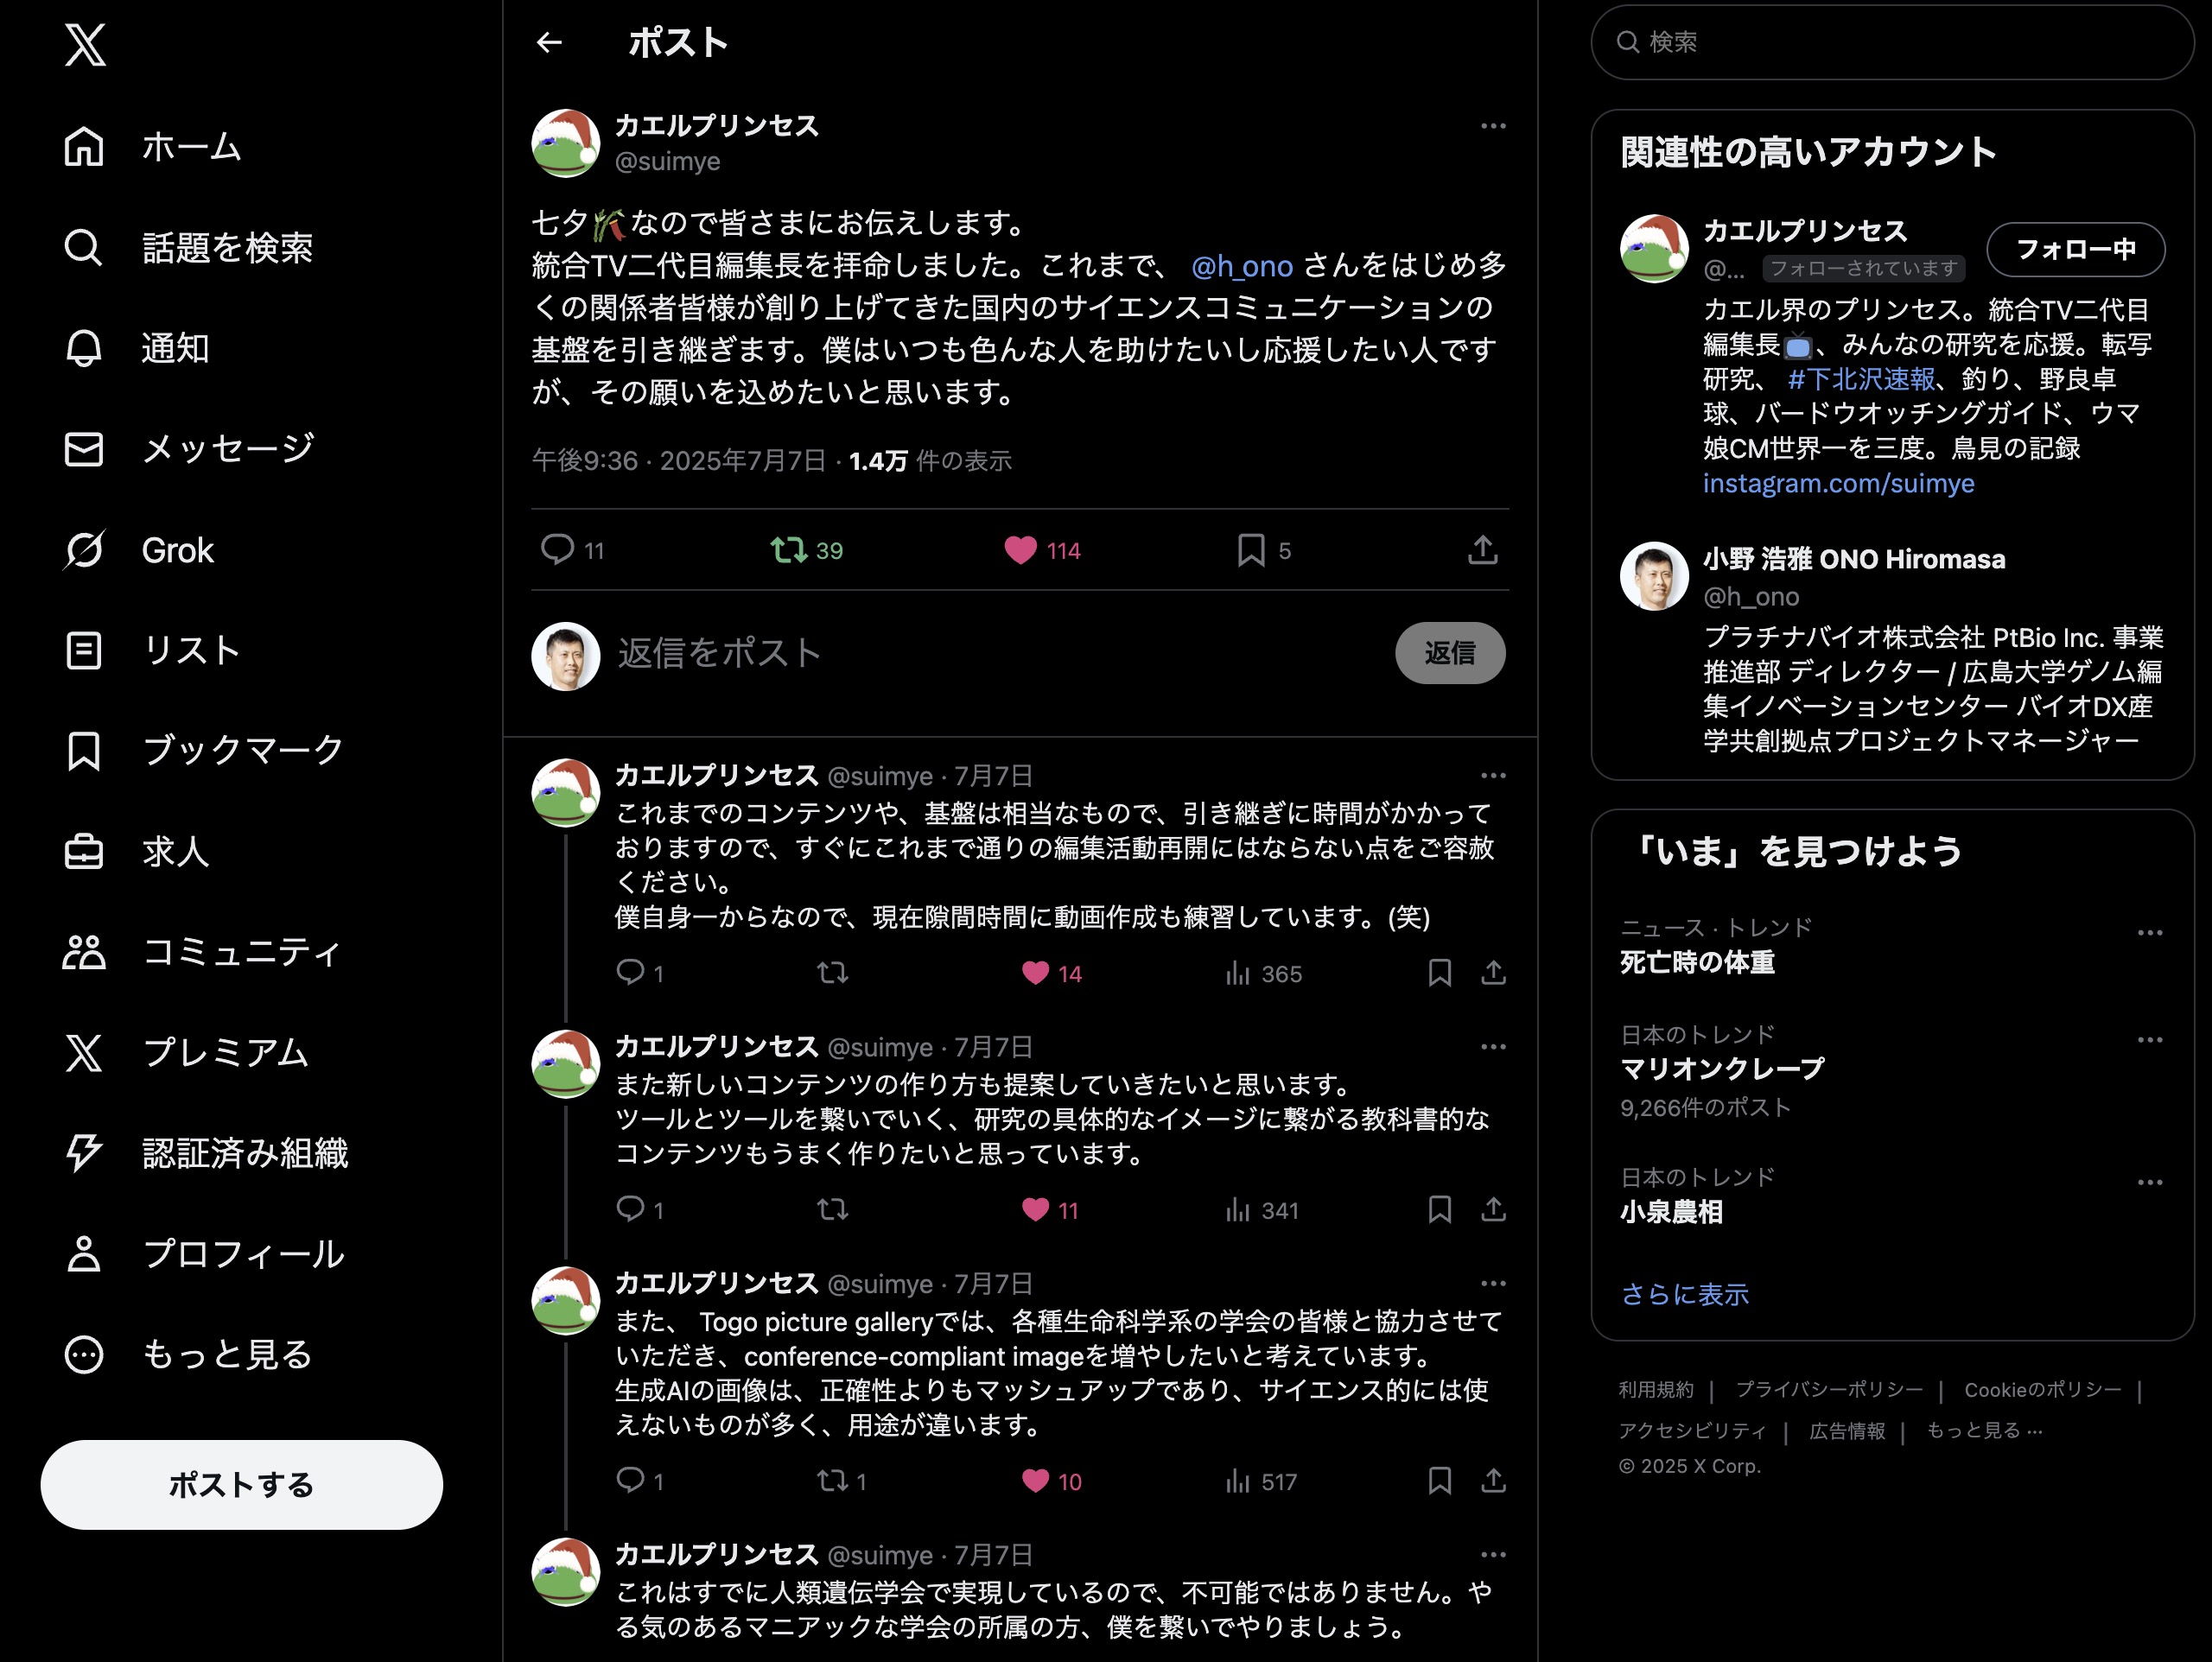 ホーム
話題を検索
通知
メッセージ
Grok
リスト
ブックマーク
求人
コミュニティ
プレミアム
認証済み組織
プロフィール
もっと見る
ポストする
ポスト
カエルプリンセス
@suimye
七夕🎋なので皆さまにお伝えします。
統合TV二代目編集長を拝命しました。これまで、 @h_ono さんをはじめ多
くの関係者皆様が創り上げてきた国内のサイエンスコミュニケーションの
基盤を引き継ぎます。僕はいつも色んな人を助けたいし応援したい人です
が、その願いを込めたいと思います。
午後9:36 · 2025年7月7日 · 1.4万 件の表示
11 39 114 5
返信をポスト
返信
カエルプリンセス @suimye · 7月7日
これまでのコンテンツや、基盤は相当なもので、引き継ぎに時間がかかって
おりますので、すぐにこれまで通りの編集活動再開にはならない点をご容赦
ください。
僕自身一からなので、現在隙間時間に動画作成も練習しています。(笑)
1 14 365
カエルプリンセス @suimye · 7月7日
また新しいコンテンツの作り方も提案していきたいと思います。
ツールとツールを繋いでいく、研究の具体的なイメージに繋がる教科書的な
コンテンツもうまく作りたいと思っています。
1 11 341
カエルプリンセス @suimye · 7月7日
また、 Togo picture galleryでは、各種生命科学系の学会の皆様と協力させて
いただき、conference-compliant imageを増やしたいと考えています。
生成AIの画像は、正確性よりもマッシュアップであり、サイエンス的には使
えないものが多く、用途が違います。
1 1 10 517
カエルプリンセス @suimye · 7月7日
これはすでに人類遺伝学会で実現しているので、不可能ではありません。や
る気のあるマニアックな学会の所属の方、僕を繋いでやりましょう。
検索
関連性の高いアカウント
カエルプリンセス
@... フォローされています
フォロー中
カエル界のプリンセス。統合TV二代目
編集長📺、みんなの研究を応援。転写
研究、 #下北沢速報、釣り、野良卓
球、バードウオッチングガイド、ウマ
娘CM世界一を三度。鳥見の記録
instagram.com/suimye
小野 浩雅 ONO Hiromasa
@h_ono
プラチナバイオ株式会社 PtBio Inc. 事業
推進部 ディレクター / 広島大学ゲノム編
集イノベーションセンター バイオDX産
学共創拠点プロジェクトマネージャー
「いま」を見つけよう
ニュース · トレンド
死亡時の体重
日本のトレンド
マリオンクレープ
9,266件のポスト
日本のトレンド
小泉農相
さらに表示
利用規約 | プライバシーポリシー | Cookieのポリシー |
アクセシビリティ | 広告情報 | もっと見る ...
© 2025 X Corp.